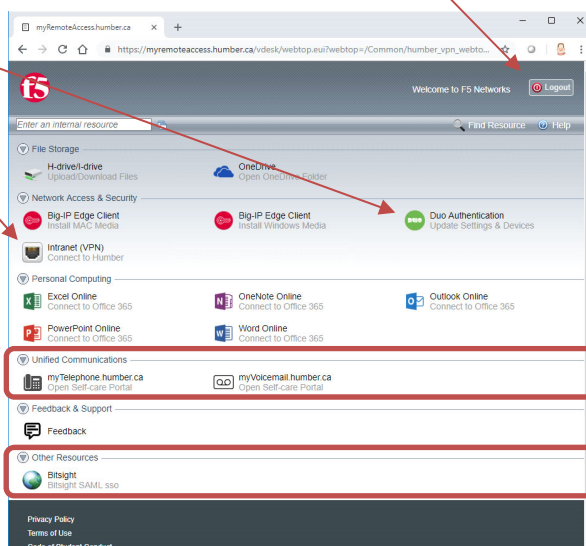 myRemoteAccess.humber.ca
https://myremoteaccess.humber.ca/vdesk/webtop.eui?webtop=/Common/humber_vpn_webto...
f5
Welcome to F5 Networks
Logout
Enter an internal resource
Find Resource
Help
File Storage
H-drive/I-drive
Upload/Download Files
OneDrive
Open OneDrive Folder
Network Access & Security
Big-IP Edge Client
Install MAC Media
Big-IP Edge Client
Install Windows Media
Duo Authentication
Update Settings & Devices
Intranet (VPN)
Connect to Humber
Personal Computing
Excel Online
Connect to Office 365
OneNote Online
Connect to Office 365
Outlook Online
Connect to Office 365
PowerPoint Online
Connect to Office 365
Word Online
Connect to Office 365
Unified Communications
myTelephone.humber.ca
Open Self-care Portal
myVoicemail.humber.ca
Open Self-care Portal
Feedback & Support
Feedback
Other Resources
Bitsight
Bitsight SAML sso
Privacy Policy
Terms of Use
Code of Student Conduct